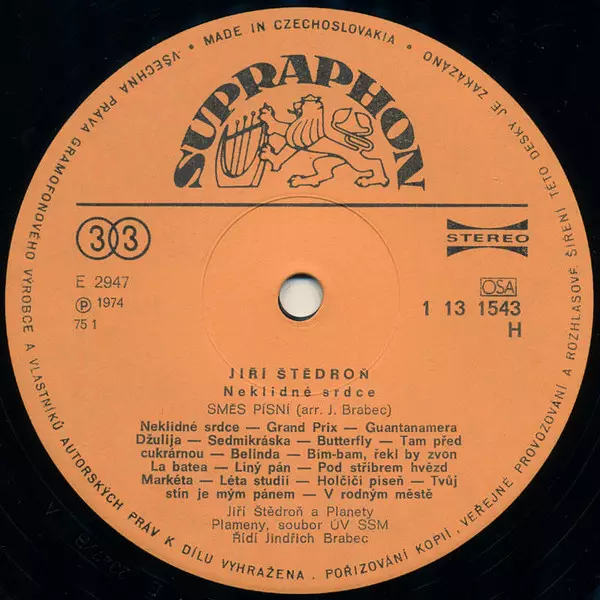 VŠECHNA PRÁVA GRAMOFONOVÉHO VÝROBCE A VLASTNÍKŮ AUTORSKÝCH PRÁV K DÍLU VYHRAŽENA. POŘIZOVÁNÍ KOPIÍ, VEŘEJNÉ PROVOZOVÁNÍ A ROZHLASOVÉ ŠÍŘENÍ TÉTO DESKY JE ZAKÁZÁNO
• MADE IN CZECHOSLOVAKIA •
SUPRAPHON
33
STEREO
E 2947
OSA
℗ 1974
1 13 1543
75 1
H
JIŘÍ ŠTĚDROŇ
Neklidné srdce
SMĚS PÍSNÍ (arr. J. Brabec)
Neklidné srdce — Grand Prix — Guantanamera
Džulija — Sedmikráska — Butterfly — Tam před
cukrárnou — Belinda — Bim-bam, řekl by zvon
La batea — Líný pán — Pod stříbrem hvězd
Markéta — Léta studií — Holčičí píseň — Tvůj
stín je mým pánem — V rodným městě
Jiří Štědroň a Planety
Plameny, soubor ÚV SSM
Řídí Jindřich Brabec